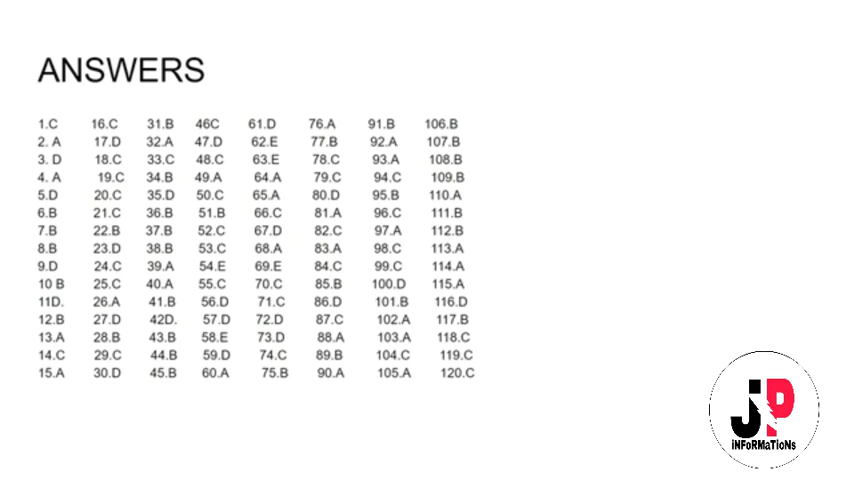 ANSWERS
1.C 16.C 31.B 46C 61.D 76.A 91.B 106.B
2. A 17.D 32.A 47.D 62.E 77.B 92.A 107.B
3. D 18.C 33.C 48.C 63.E 78.C 93.A 108.B
4. A 19.C 34.B 49.A 64.A 79.C 94.C 109.B
5.D 20.C 35.D 50.C 65.A 80.D 95.B 110.A
6.B 21.C 36.B 51.B 66.C 81.A 96.C 111.B
7.B 22.B 37.B 52.C 67.D 82.C 97.A 112.B
8.B 23.D 38.B 53.C 68.A 83.A 98.C 113.A
9.D 24.C 39.A 54.E 69.E 84.C 99.C 114.A
10 B 25.C 40.A 55.C 70.C 85.B 100.D 115.A
11D. 26.A 41.B 56.D 71.C 86.D 101.B 116.D
12.B 27.D 42D. 57.D 72.D 87.C 102.A 117.B
13.A 28.B 43.B 58.E 73.D 88.A 103.A 118.C
14.C 29.C 44.B 59.D 74.C 89.B 104.C 119.C
15.A 30.D 45.B 60.A 75.B 90.A 105.A 120.C
JP
iNFoRMaTioNs